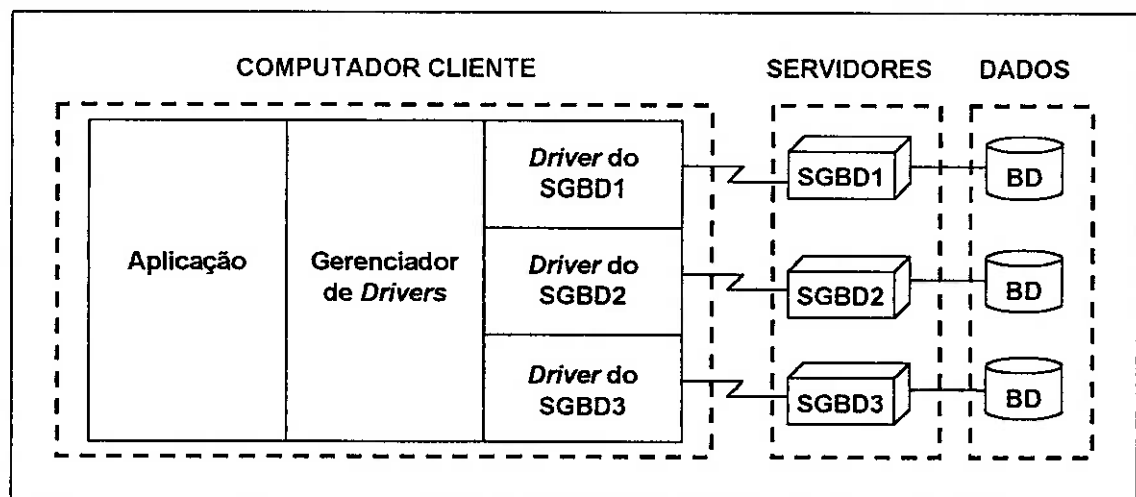 COMPUTADOR CLIENTE
SERVIDORES
DADOS
Aplicação
Gerenciador
de Drivers
Driver do
SGBD1
Driver do
SGBD2
Driver do
SGBD3
SGBD1
SGBD2
SGBD3
BD
BD
BD